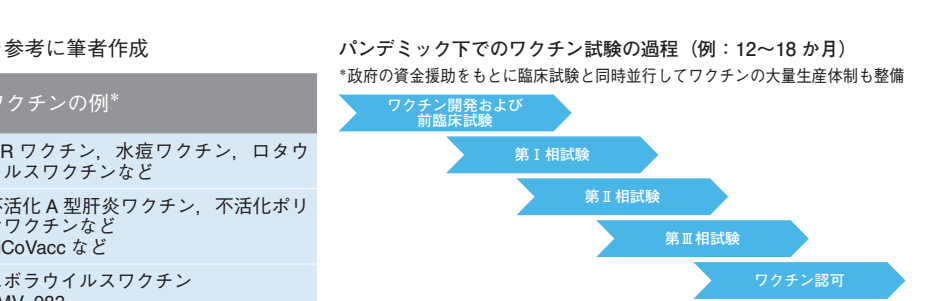 参考に筆者作成
ワクチンの例*
Rワクチン，水痘ワクチン，ロタウ
ルスワクチンなど
不活化A型肝炎ワクチン，不活化ポリ
ワクチンなど
CoVacc など
ボラウイルスワクチン
パンデミック下でのワクチン試験の過程（例：12〜18 か月）
*政府の資金援助をもとに臨床試験と同時並行してワクチンの大量生産体制も整備
ワクチン開発および
前臨床試験
第Ⅰ相試験
第Ⅱ相試験
第Ⅲ相試験
ワクチン認可